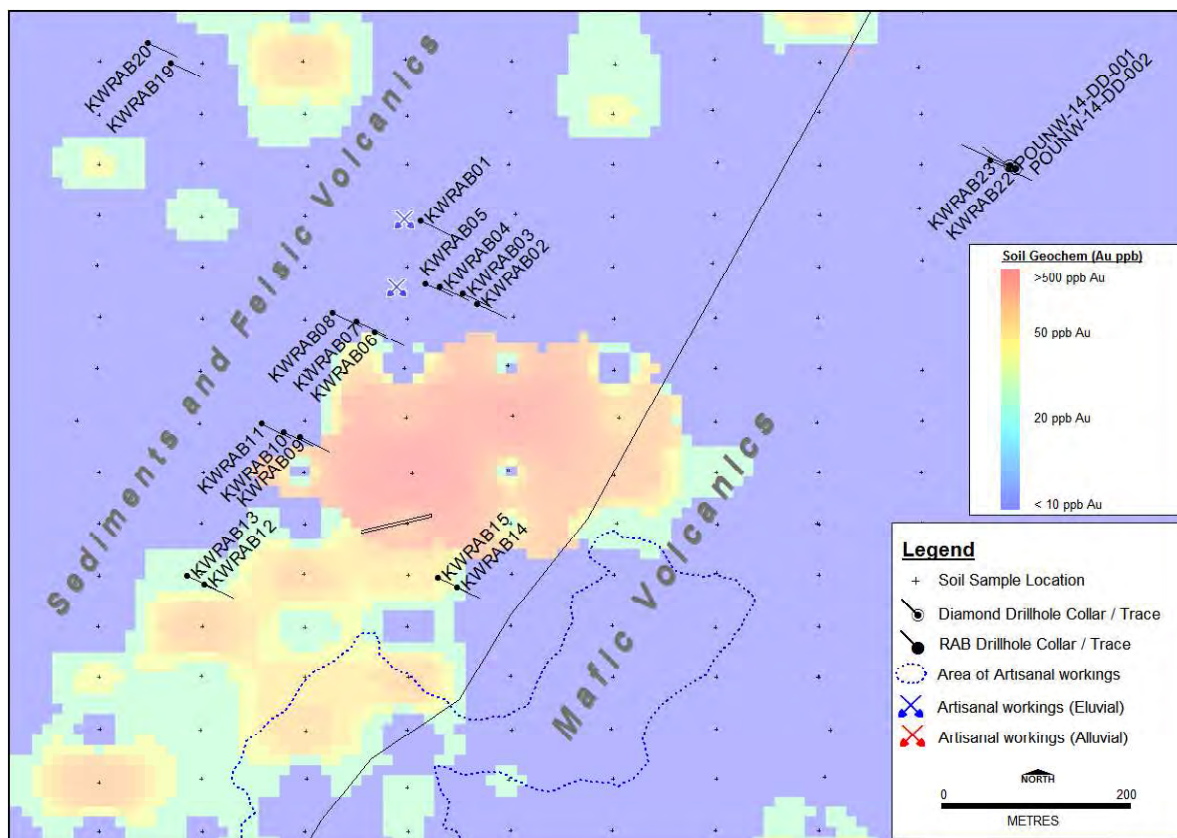 KWRAB20
KWRAB19
Sediments and Felsic Volcanics
KWRAB01
KWRAB05
KWRAB04
KWRAB03
KWRAB02
POUNW-14-DD-001
POUNW-14-DD-002
KWRAB23
KWRAB22
KWRAB08
KWRAB07
KWRAB06
KWRAB11
KWRAB10
KWRAB09
KWRAB13
KWRAB12
KWRAB15
KWRAB14
Mafic Volcanics
Soil Geochem (Au ppb)
>500 ppb Au
50 ppb Au
20 ppb Au
< 10 ppb Au
Legend
Soil Sample Location
Diamond Drillhole Collar / Trace
RAB Drillhole Collar / Trace
Area of Artisanal workings
Artisanal workings (Eluvial)
Artisanal workings (Alluvial)
NORTH
0 200
METRES